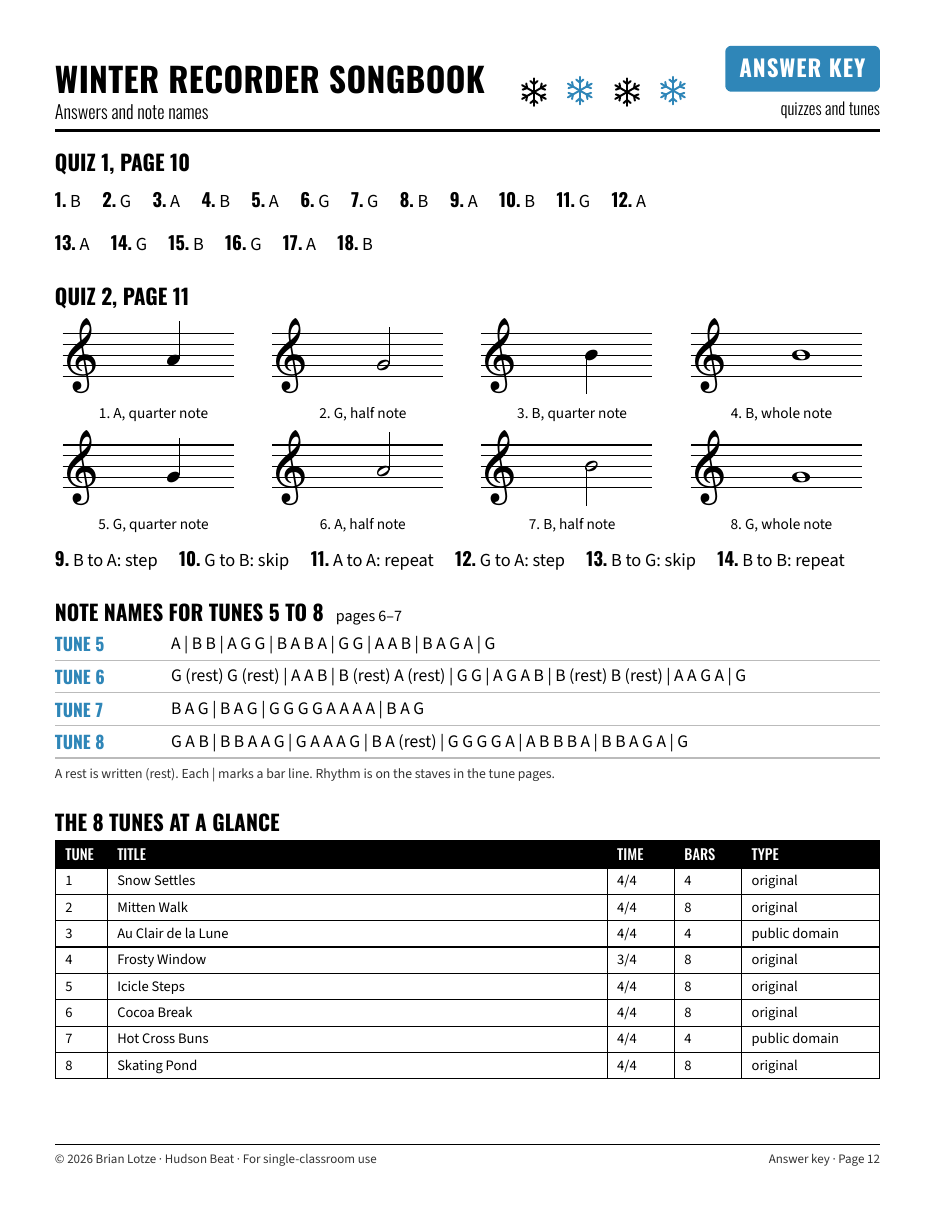 WINTER RECORDER SONGBOOK
ANSWER KEY
Answers and note names
quizzes and tunes
QUIZ 1, PAGE 10
1. B 2. G 3. A 4. B 5. A 6. G 7. G 8. B 9. A 10. B 11. G 12. A
13. A 14. G 15. B 16. G 17. A 18. B
QUIZ 2, PAGE 11
1. A, quarter note 2. G, half note 3. B, quarter note 4. B, whole note
5. G, quarter note 6. A, half note 7. B, half note 8. G, whole note
9. B to A: step 10. G to B: skip 11. A to A: repeat 12. G to A: step 13. B to G: skip 14. B to B: repeat
NOTE NAMES FOR TUNES 5 TO 8 pages 6–7
TUNE 5 A | B B | A G G | B A B A | G G | A A B | B A G A | G
TUNE 6 G (rest) G (rest) | A A B | B (rest) A (rest) | G G | A G A B | B (rest) B (rest) | A A G A | G
TUNE 7 B A G | B A G | G G G G A A A A | B A G
TUNE 8 G A B | B B A A G | G A A A G | B A (rest) | G G G G A | A B B B A | B B A G A | G
A rest is written (rest). Each | marks a bar line. Rhythm is on the staves in the tune pages.
THE 8 TUNES AT A GLANCE
TUNE TITLE TIME BARS TYPE
1 Snow Settles 4/4 4 original
2 Mitten Walk 4/4 8 original
3 Au Clair de la Lune 4/4 4 public domain
4 Frosty Window 3/4 8 original
5 Icicle Steps 4/4 8 original
6 Cocoa Break 4/4 8 original
7 Hot Cross Buns 4/4 4 public domain
8 Skating Pond 4/4 8 original
© 2026 Brian Lotze · Hudson Beat · For single-classroom use
Answer key · Page 12